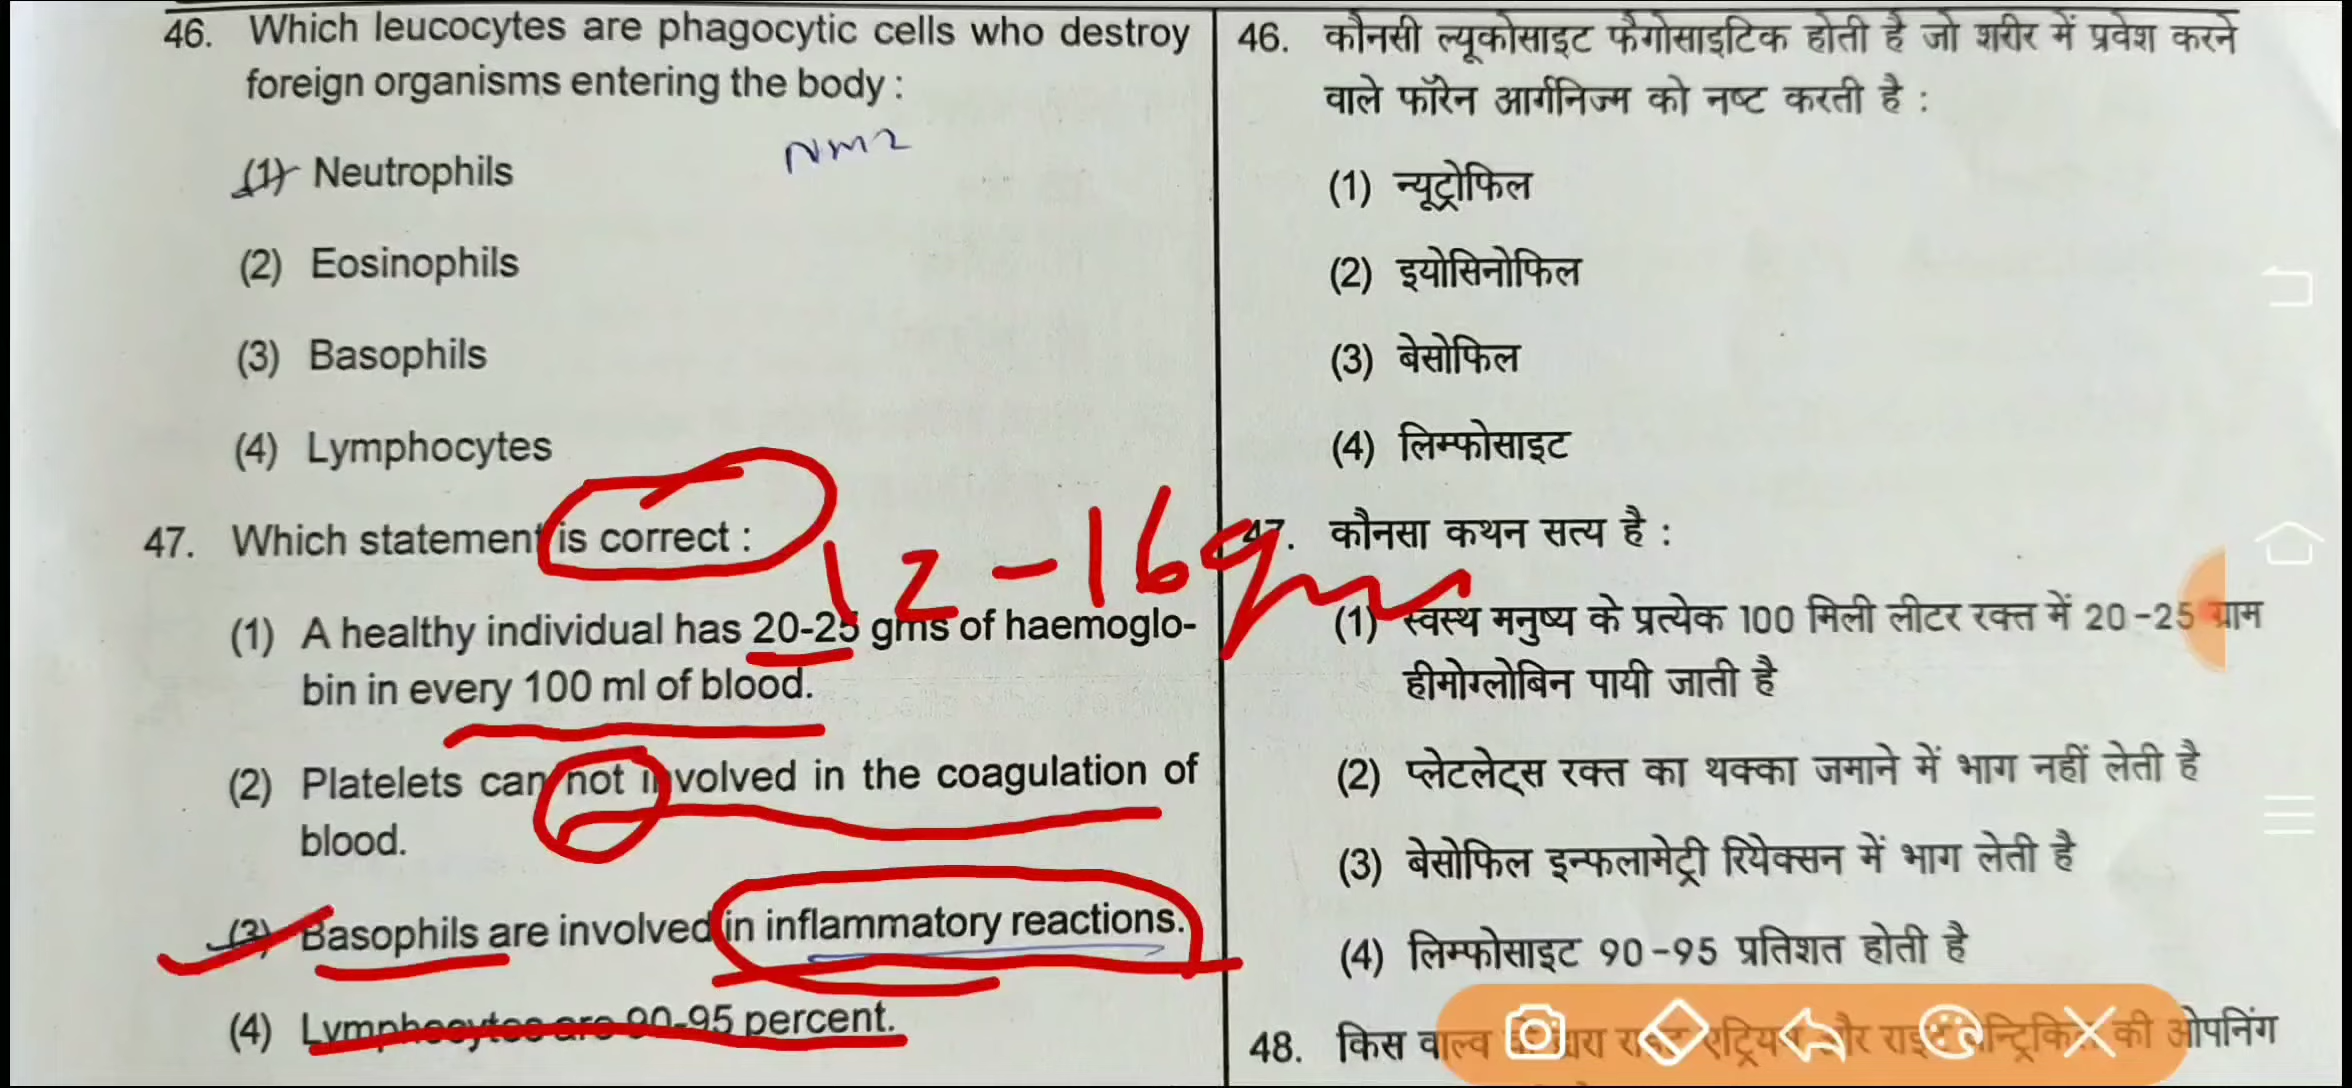 46. Which leucocytes are phagocytic cells who destroy
foreign organisms entering the body :
NM2
(1) Neutrophils
(2) Eosinophils
(3) Basophils
(4) Lymphocytes
47. Which statement is correct :
12-16gm
(1) A healthy individual has 20-25 gms of haemoglo-
bin in every 100 ml of blood.
(2) Platelets can not involved in the coagulation of
blood.
(3) Basophils are involved in inflammatory reactions.
(4) Lymphocytes are 90-95 percent.
46. कौनसी ल्यूकोसाइट फैगोसाइटिक होती है जो शरीर में प्रवेश करने
वाले फॉरेन आर्गनिज्म को नष्ट करती है :
(1) न्यूट्रोफिल
(2) इयोसिनोफिल
(3) बेसोफिल
(4) लिम्फोसाइट
47. कौनसा कथन सत्य है :
(1) स्वस्थ मनुष्य के प्रत्येक 100 मिली लीटर रक्त में 20-25 ग्राम
हीमोग्लोबिन पायी जाती है
(2) प्लेटलेट्स रक्त का थक्का जमाने में भाग नहीं लेती है
(3) बेसोफिल इन्फलामेट्री रियेक्सन में भाग लेती है
(4) लिम्फोसाइट 90-95 प्रतिशत होती है
48. किस वाल्व के द्वारा राइट एट्रियम और राइट वेन्ट्रिकिल की ओपनिंग